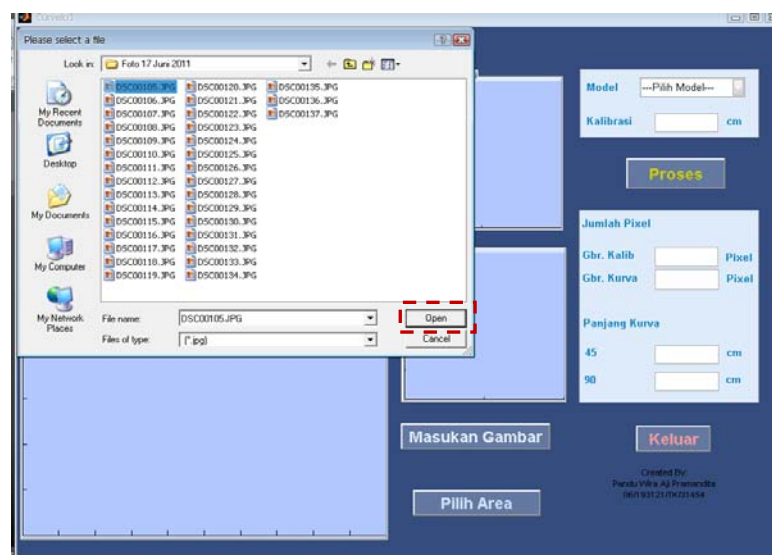 Curvelo1
Please select a file
Look in:
Foto 17 Juni 2011
My Recent Documents
Desktop
My Documents
My Computer
My Network Places
DSC00105.JPG
DSC00106.JPG
DSC00107.JPG
DSC00108.JPG
DSC00109.JPG
DSC00110.JPG
DSC00111.JPG
DSC00112.JPG
DSC00113.JPG
DSC00114.JPG
DSC00115.JPG
DSC00116.JPG
DSC00117.JPG
DSC00118.JPG
DSC00119.JPG
DSC00120.JPG
DSC00121.JPG
DSC00122.JPG
DSC00123.JPG
DSC00124.JPG
DSC00125.JPG
DSC00126.JPG
DSC00127.JPG
DSC00128.JPG
DSC00129.JPG
DSC00130.JPG
DSC00131.JPG
DSC00132.JPG
DSC00133.JPG
DSC00134.JPG
DSC00135.JPG
DSC00136.JPG
DSC00137.JPG
File name: DSC00105.JPG Open
Files of type: (*.jpg) Cancel
Model ---Pilih Model---
Kalibrasi cm
Proses
Jumlah Pixel
Gbr. Kalib Pixel
Gbr. Kurva Pixel
Panjang Kurva
45 cm
90 cm
Masukan Gambar
Keluar
Pilih Area
Created By:
Pandu Wira Aji Pramandita